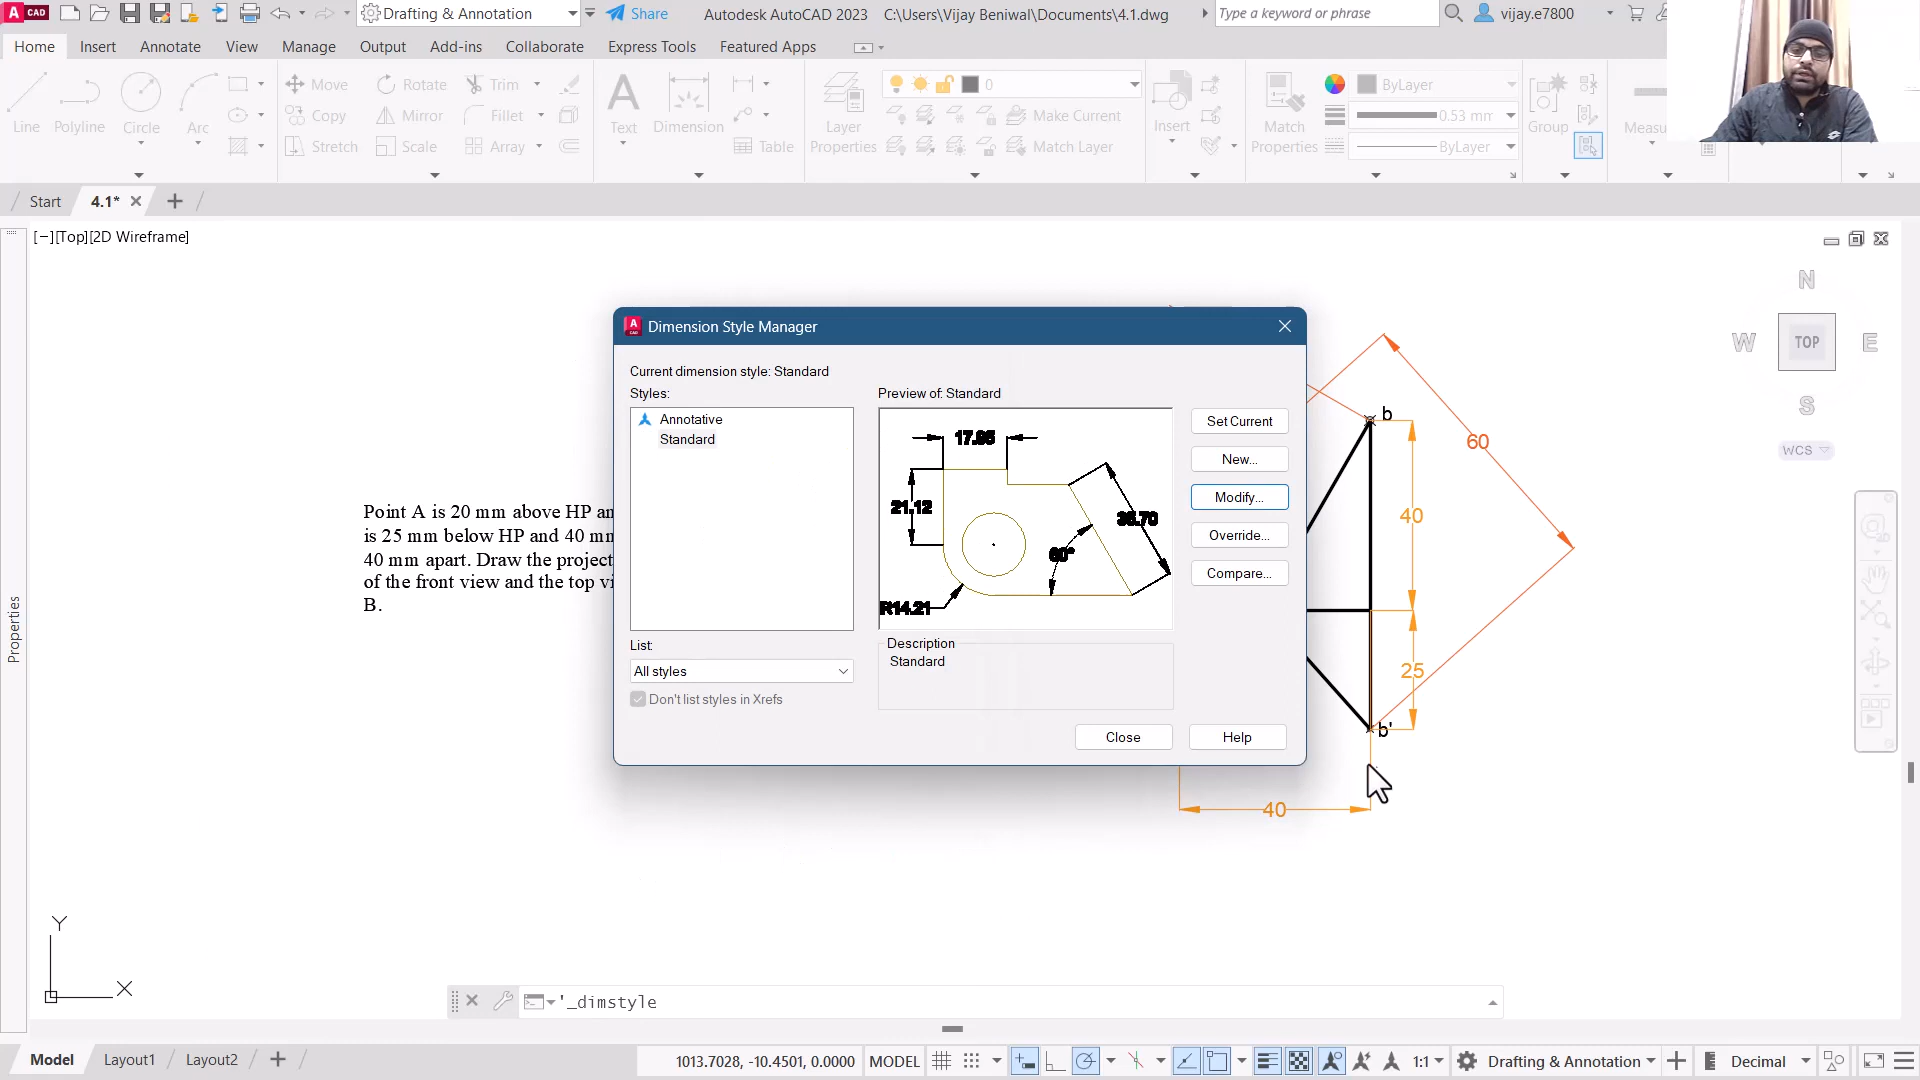 A CAD
Drafting & Annotation
Share
Autodesk AutoCAD 2023
C:\Users\Vijay Beniwal\Documents\4.1.dwg
Type a keyword or phrase
vijay.e7800
Home
Insert
Annotate
View
Manage
Output
Add-ins
Collaborate
Express Tools
Featured Apps
Line
Polyline
Circle
Arc
Move
Rotate
Trim
Copy
Mirror
Fillet
Stretch
Scale
Array
Text
Dimension
Table
Layer
Properties
0
Make Current
Match Layer
Insert
Match
Properties
ByLayer
0.53 mm
ByLayer
Group
Start
4.1*
[−][Top][2D Wireframe]
N
W
TOP
E
S
WCS
Properties
Point A is 20 mm above HP
is 25 mm below HP and 40 mm
40 mm apart. Draw the project
of the front view and the top vi
B.
Dimension Style Manager
Current dimension style: Standard
Styles:
Annotative
Standard
Preview of: Standard
21.12
60°
R14.21
Set Current
New...
Modify...
Override...
Compare...
List:
All styles
Don't list styles in Xrefs
Description
Standard
Close
Help
b
60
40
25
b'
40
Y
X
'_dimstyle
Model
Layout1
Layout2
1013.7028, -10.4501, 0.0000
MODEL
1:1
Drafting & Annotation
Decimal